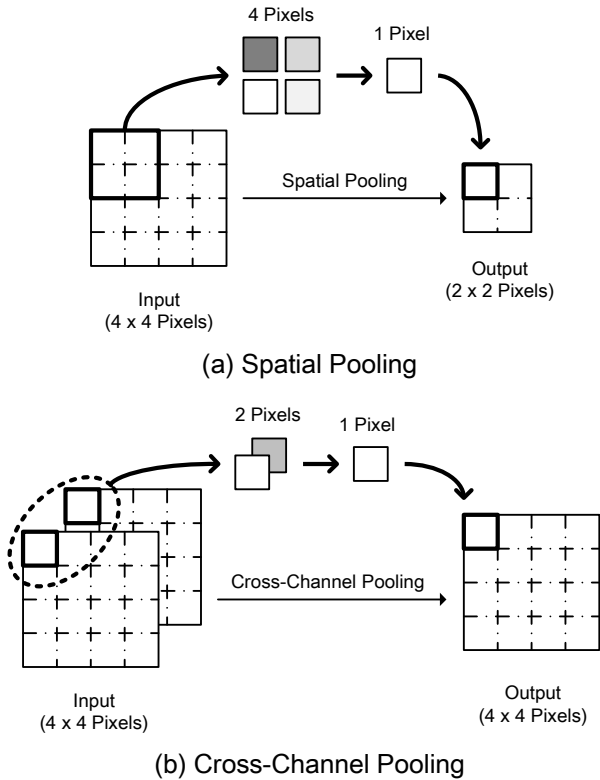 4 Pixels
1 Pixel
Spatial Pooling
Input
(4 x 4 Pixels)
Output
(2 x 2 Pixels)
(a) Spatial Pooling
2 Pixels
1 Pixel
Cross-Channel Pooling
Input
(4 x 4 Pixels)
Output
(4 x 4 Pixels)
(b) Cross-Channel Pooling